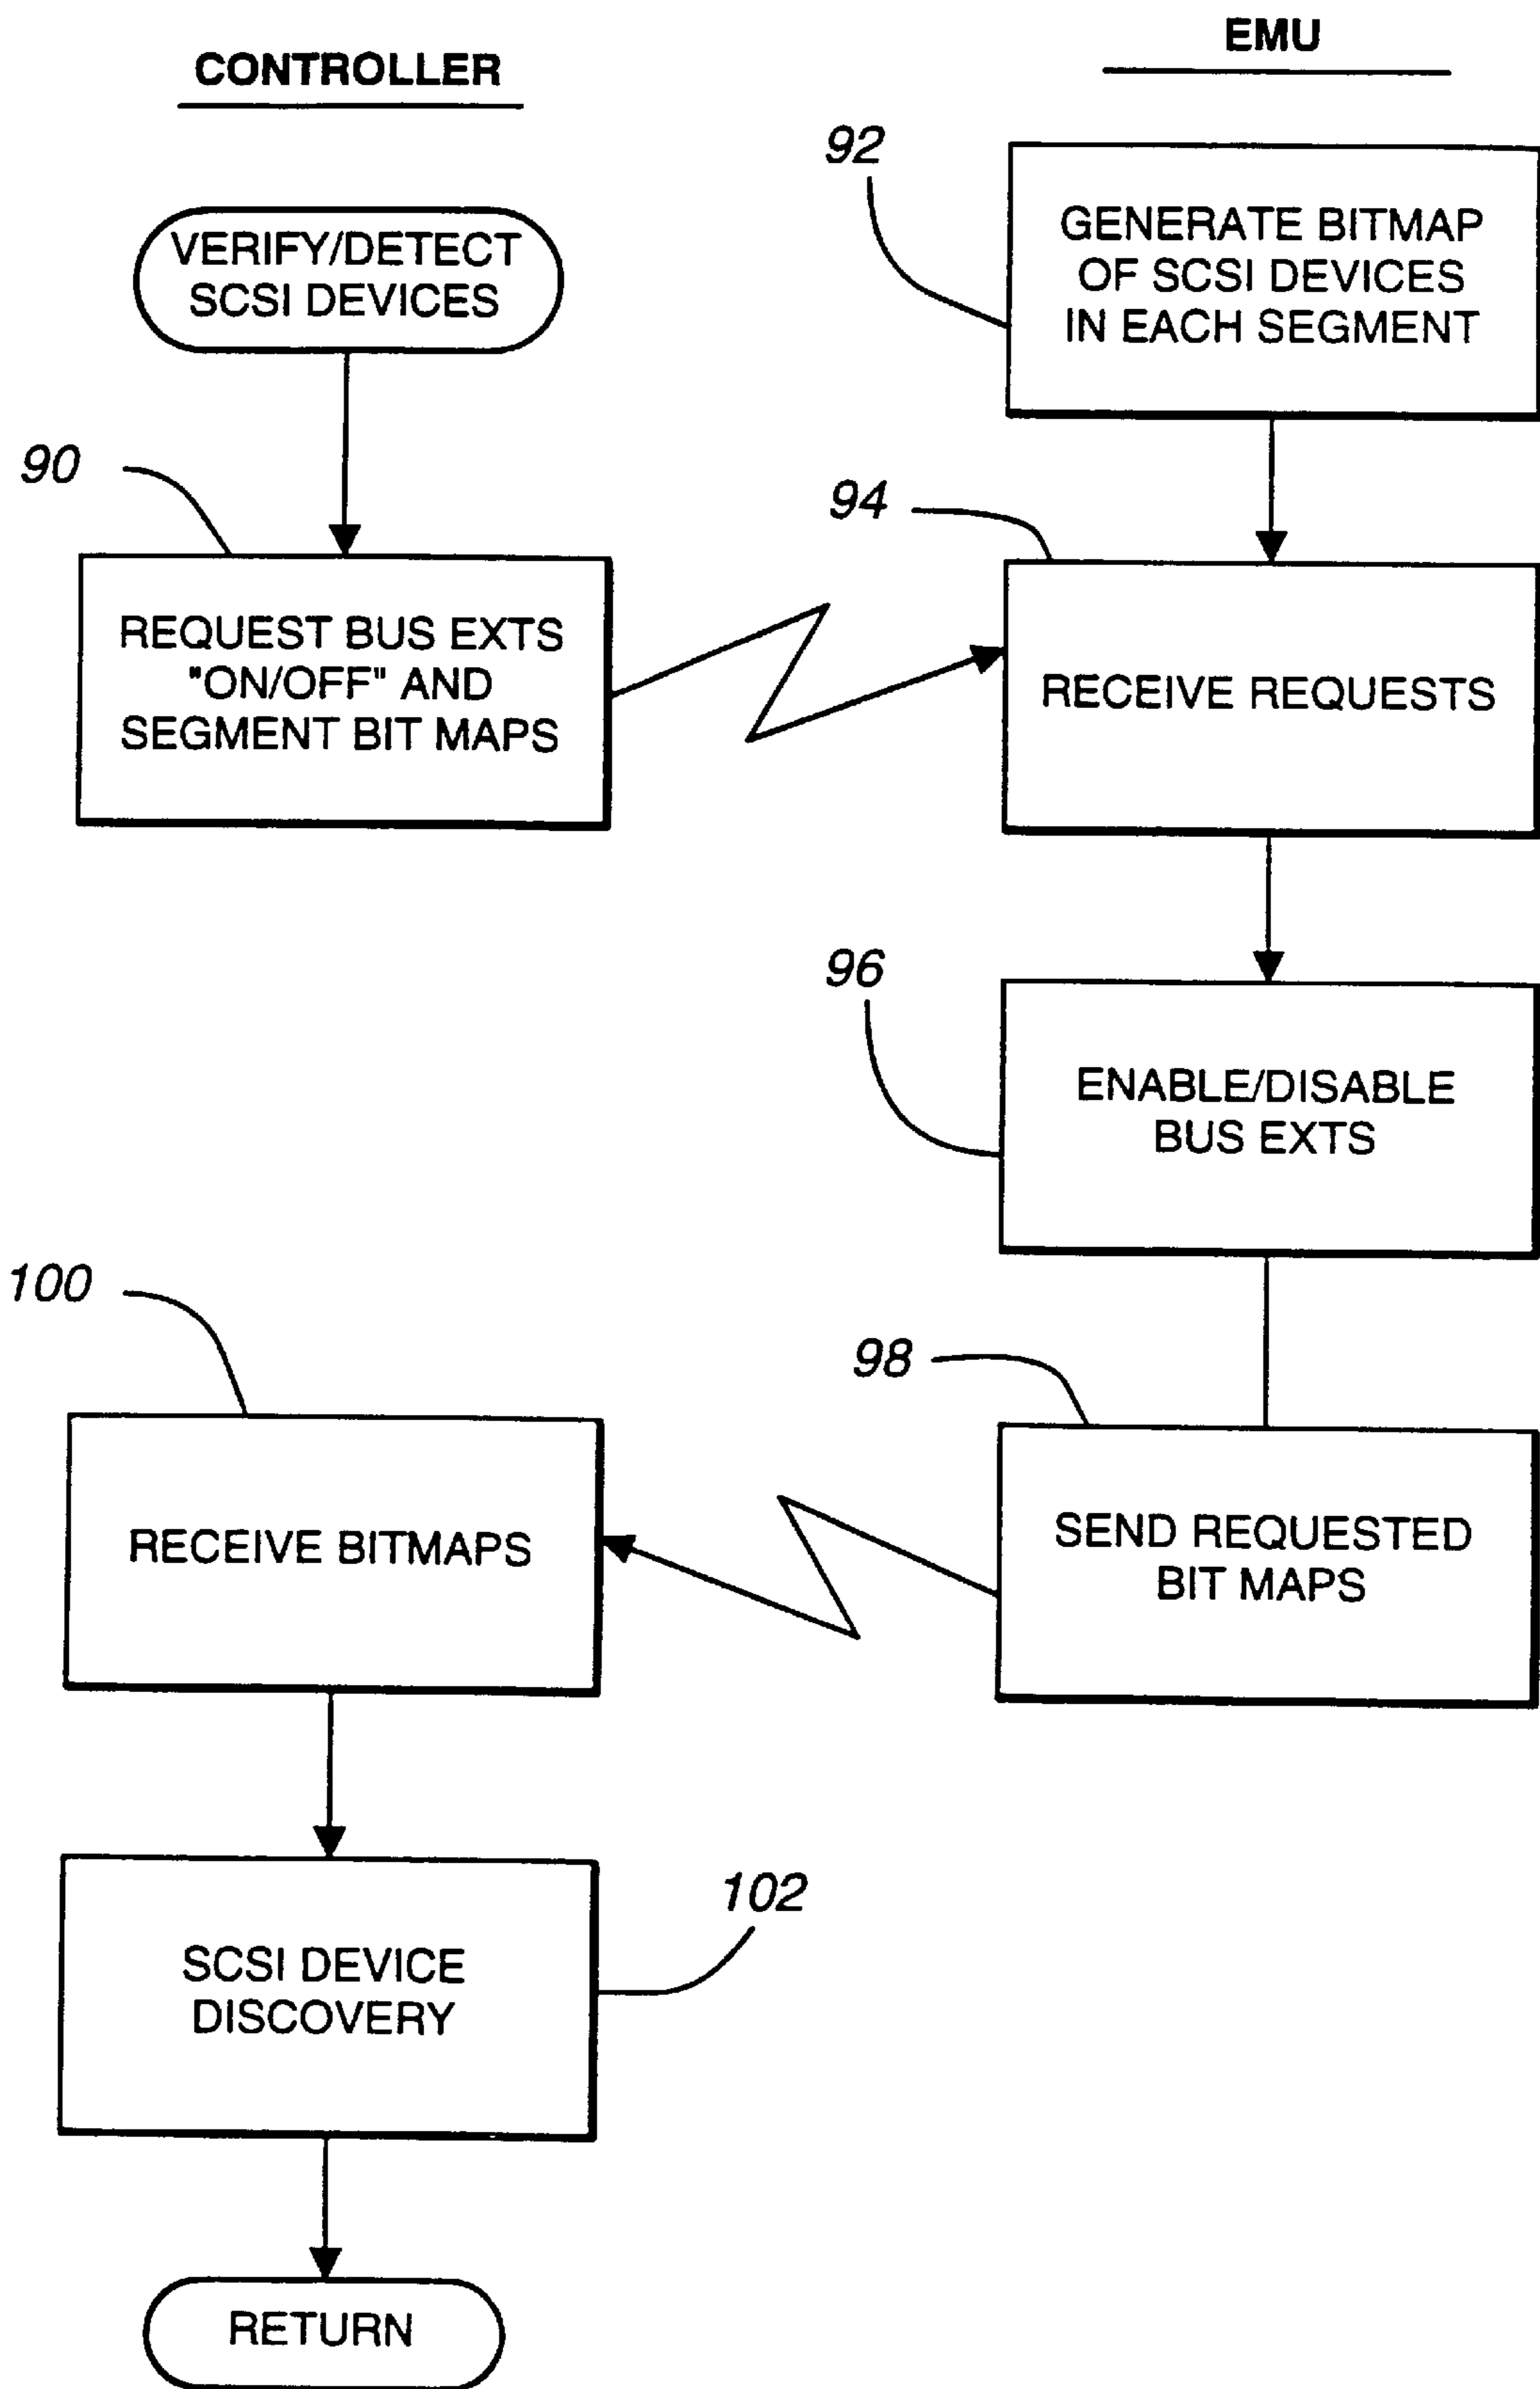 CONTROLLER
EMU
VERIFY/DETECT
SCSI DEVICES
92
GENERATE BITMAP
OF SCSI DEVICES
IN EACH SEGMENT
90
REQUEST BUS EXTS
"ON/OFF" AND
SEGMENT BIT MAPS
94
RECEIVE REQUESTS
96
ENABLE/DISABLE
BUS EXTS
100
RECEIVE BITMAPS
98
SEND REQUESTED
BIT MAPS
102
SCSI DEVICE
DISCOVERY
RETURN